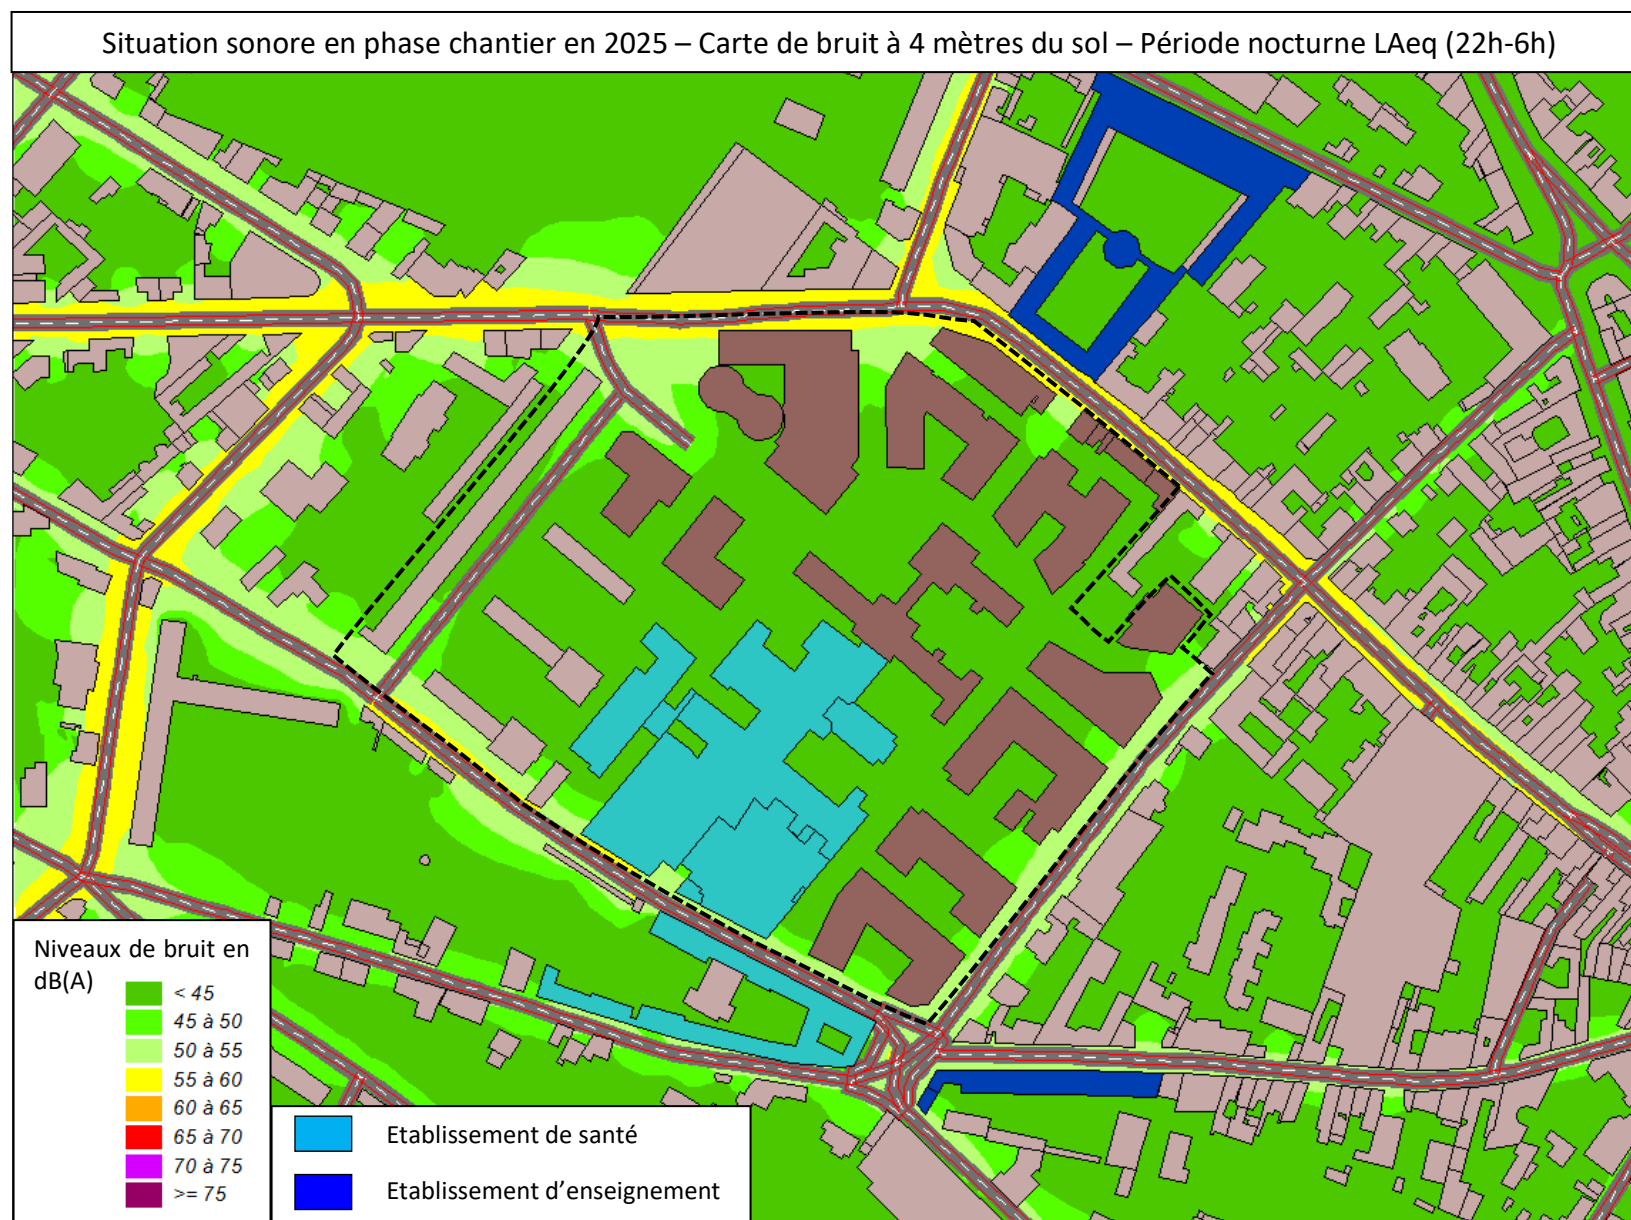 Situation sonore en phase chantier en 2025 – Carte de bruit à 4 mètres du sol – Période nocturne LAeq (22h-6h)
Niveaux de bruit en
dB(A)
< 45
45 à 50
50 à 55
55 à 60
60 à 65
65 à 70
70 à 75
>= 75
Etablissement de santé
Etablissement d’enseignement